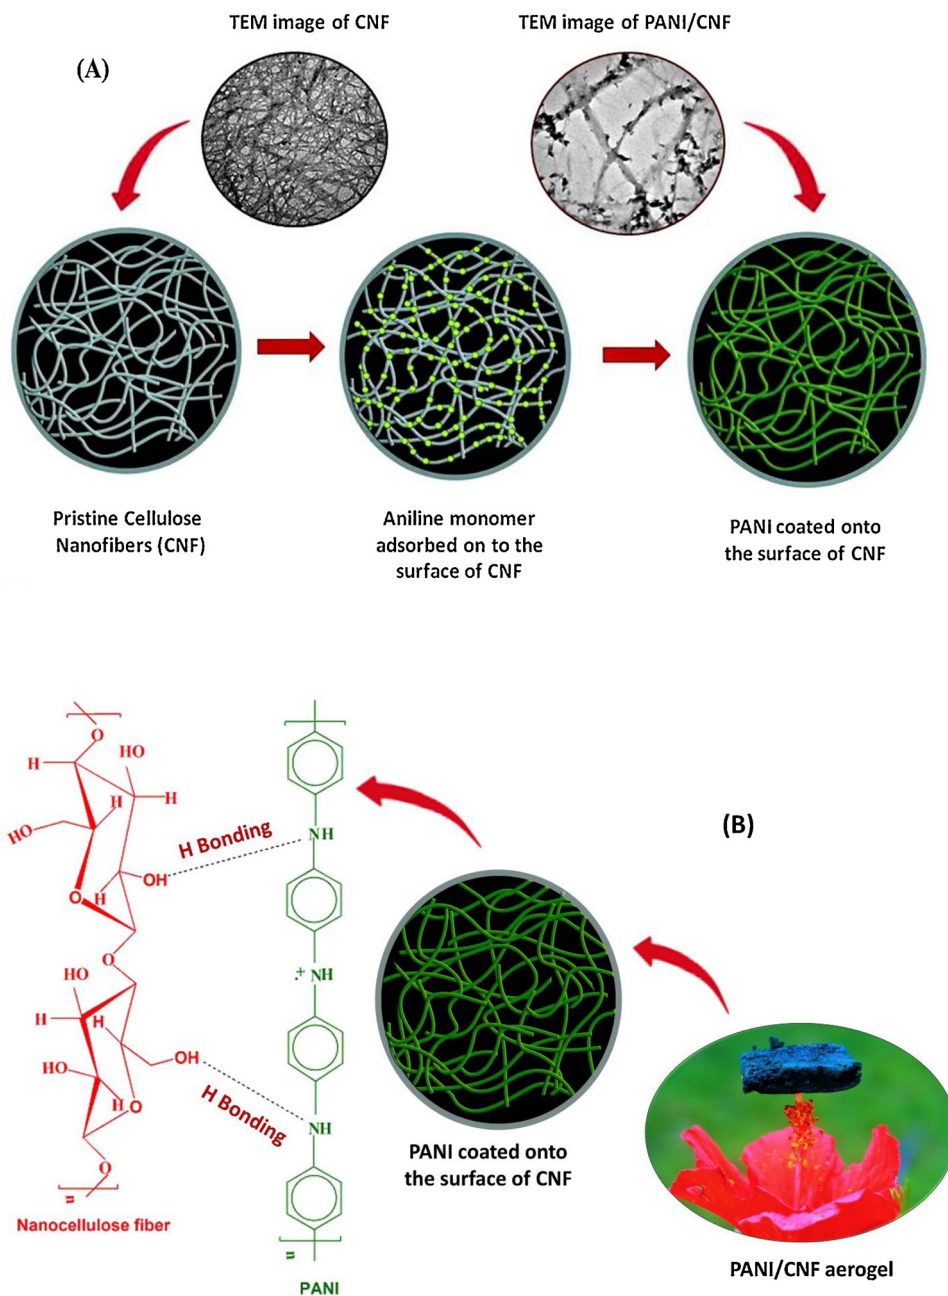 TEM image of CNF
TEM image of PANI/CNF
(A)
Pristine Cellulose
Nanofibers (CNF)
Aniline monomer
adsorbed on to the
surface of CNF
PANI coated onto
the surface of CNF
(B)
O
HO
H
H
H
HO
H Bonding
NH
H
OH
O
O
HO
H
H
.+
NH
HO
OH
H
O
H Bonding
NH
O
n
Nanocellulose fiber
n
PANI
PANI coated onto
the surface of CNF
PANI/CNF aerogel